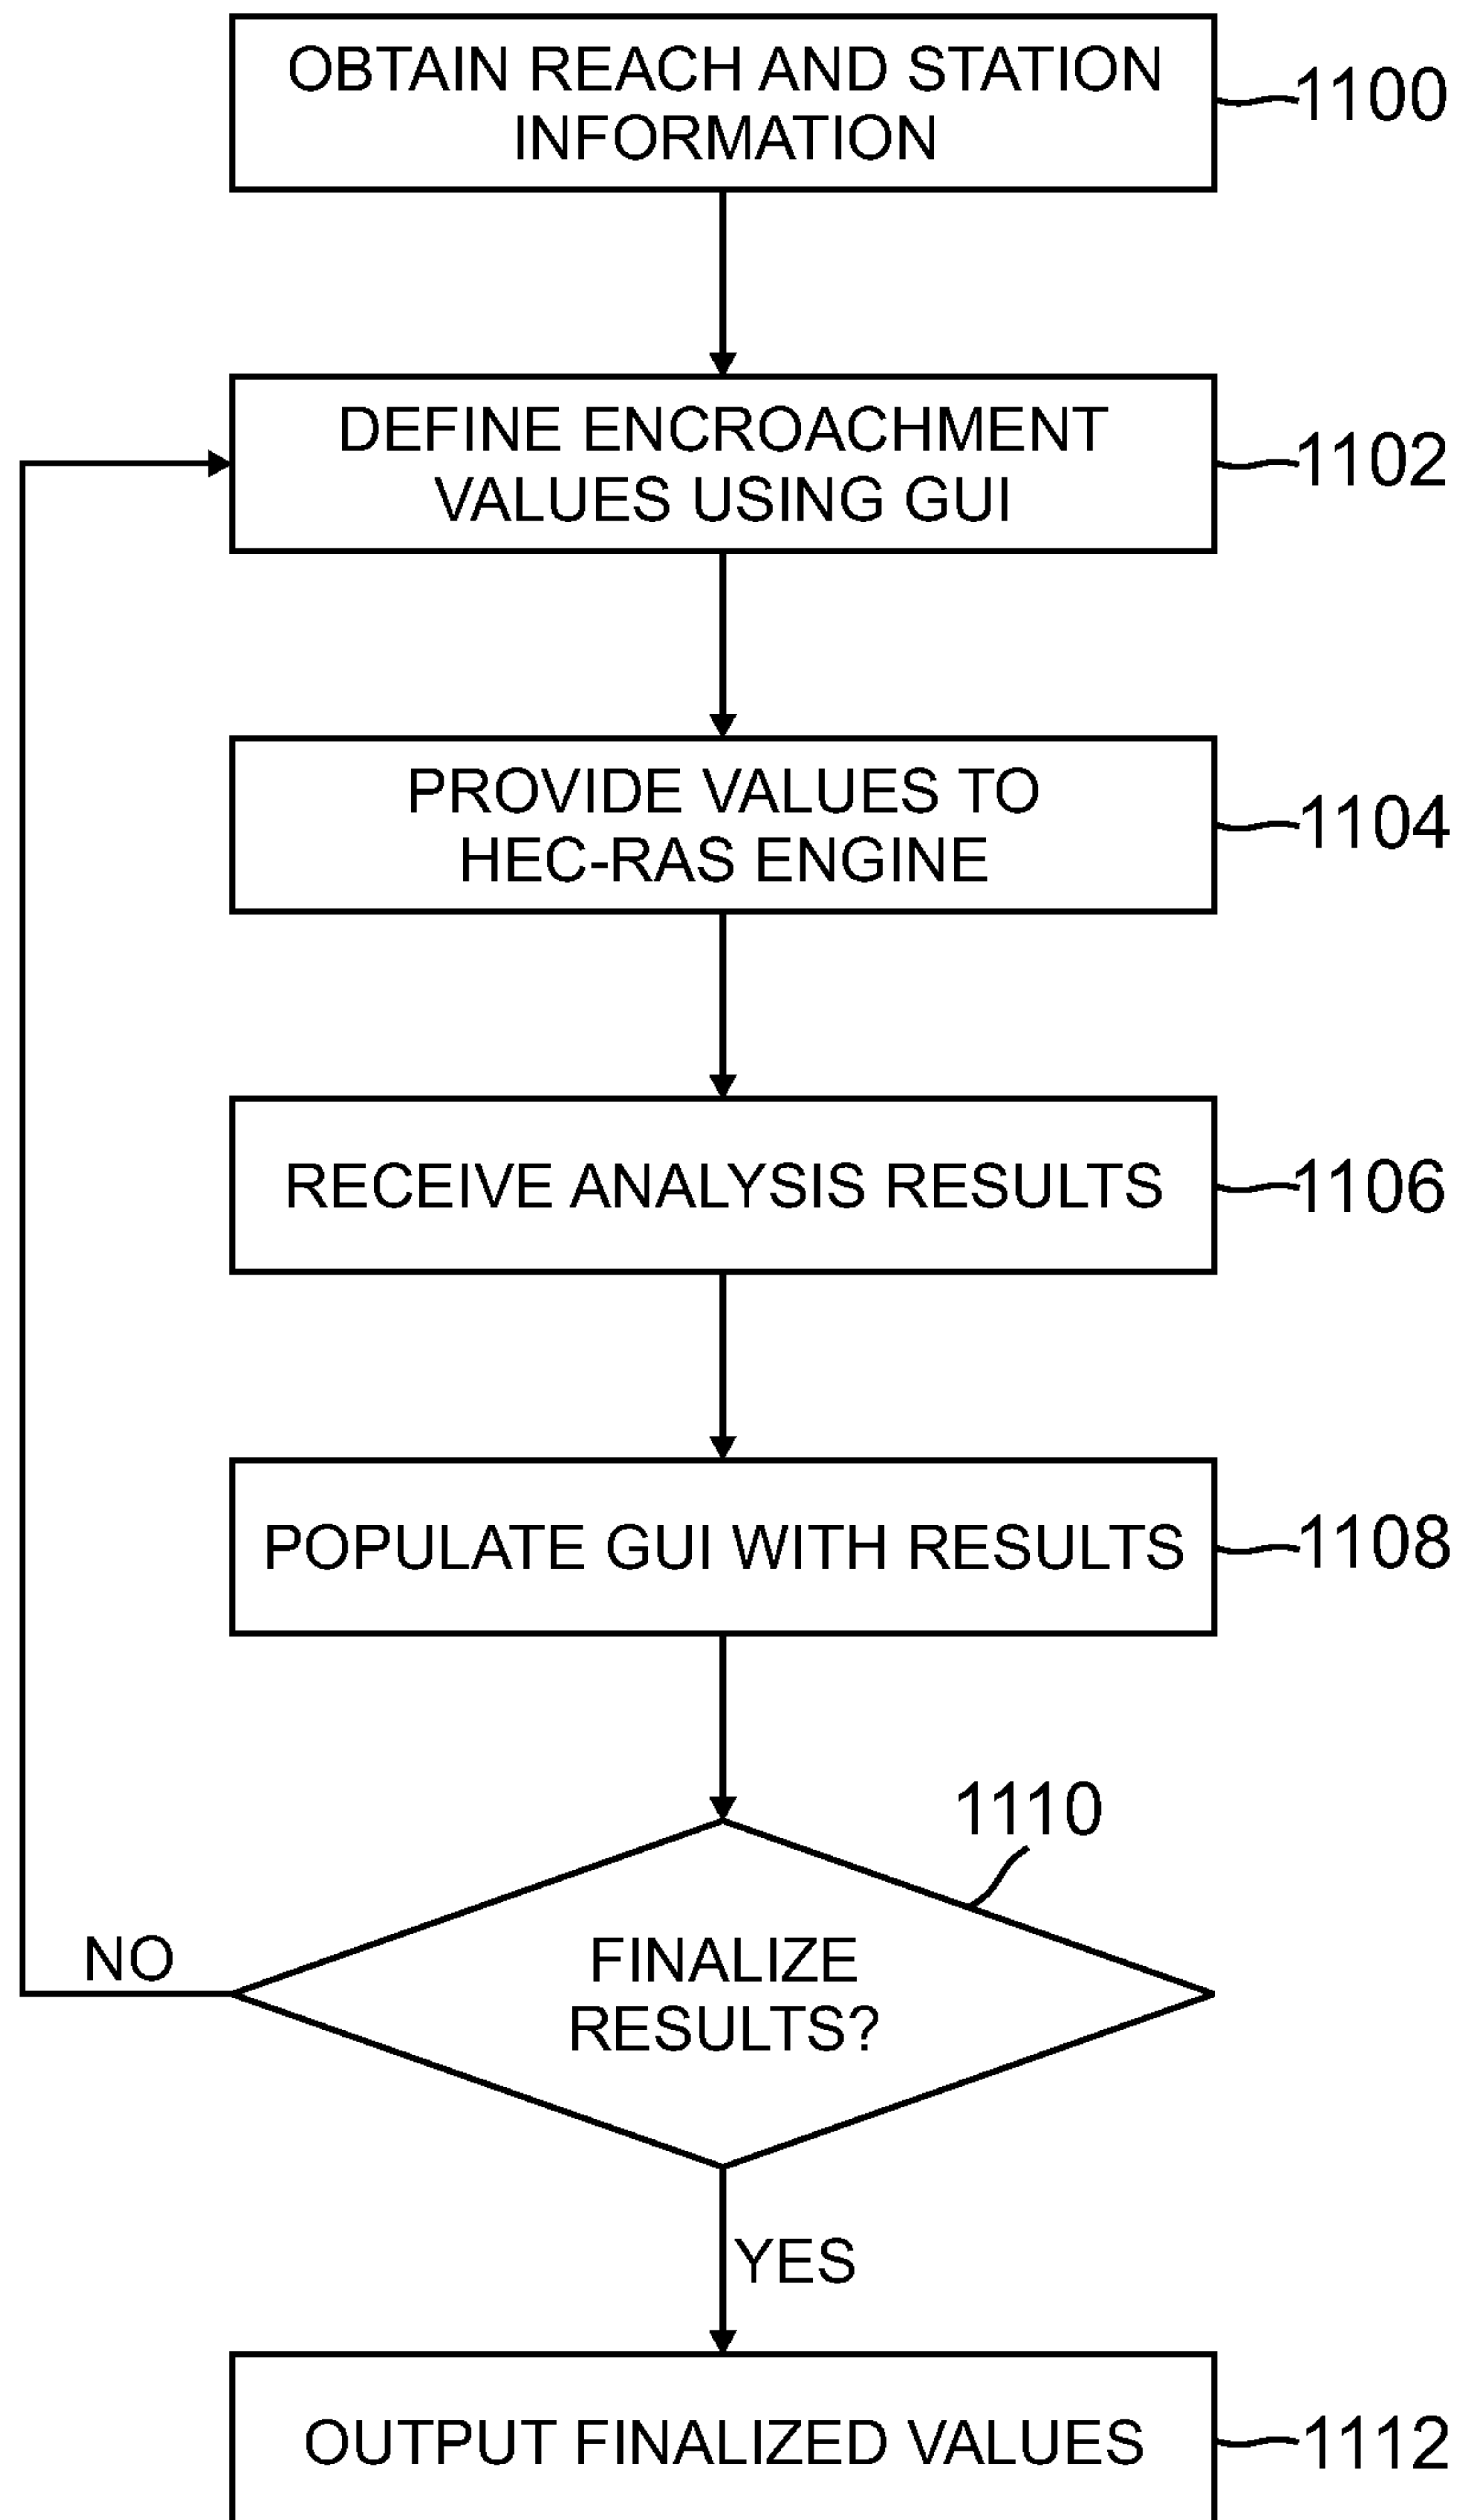 OBTAIN REACH AND STATION
INFORMATION
1100
DEFINE ENCROACHMENT
VALUES USING GUI
1102
PROVIDE VALUES TO
HEC-RAS ENGINE
1104
RECEIVE ANALYSIS RESULTS
1106
POPULATE GUI WITH RESULTS
1108
1110
FINALIZE
RESULTS?
NO
YES
OUTPUT FINALIZED VALUES
1112